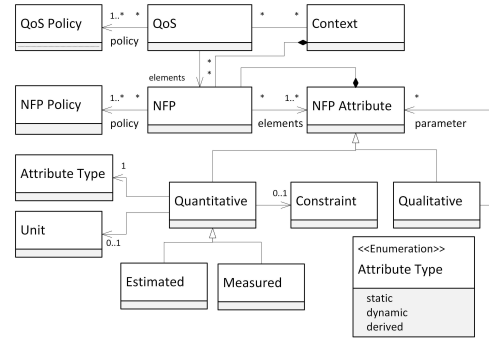 QoS Policy
1..*
*
policy
QoS
*
*
Context
*
*
elements
NFP Policy
1..*
*
policy
NFP
*
1..*
elements
NFP Attribute
*
parameter
Attribute Type
1
Quantitative
0..1
Constraint
Qualitative
Unit
0..1
Estimated
Measured
<<Enumeration>>
Attribute Type
static
dynamic
derived